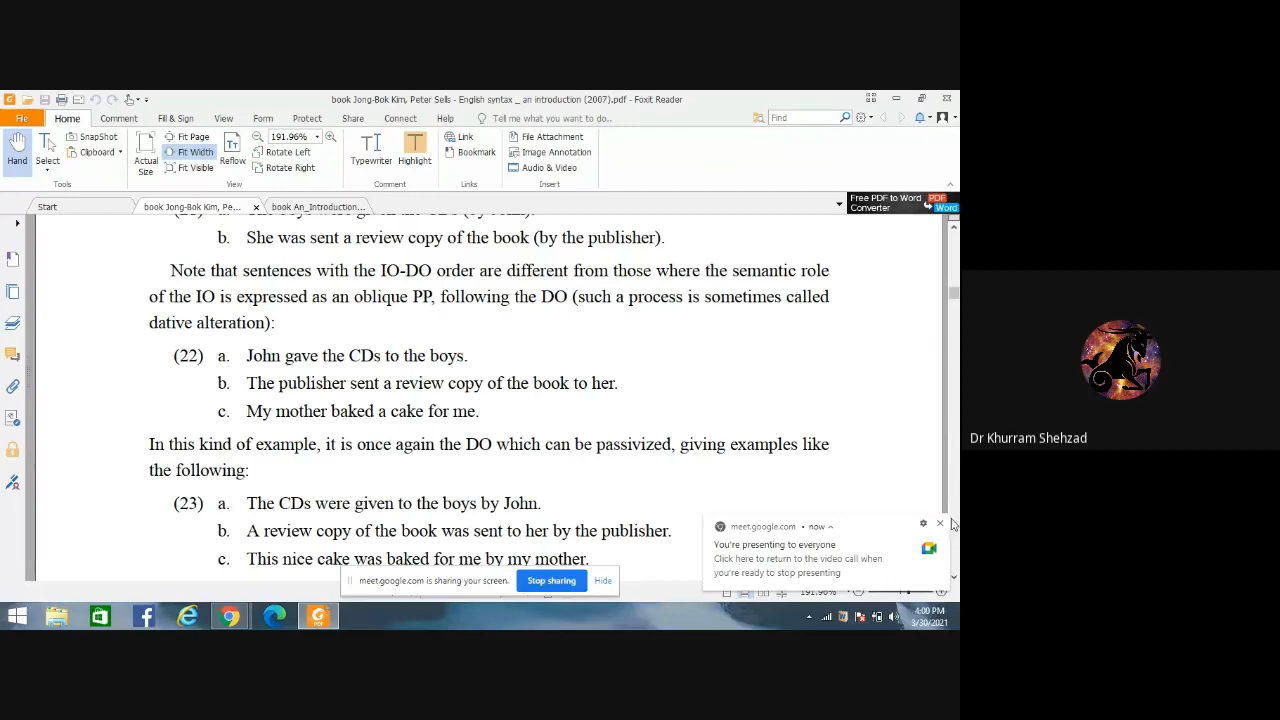 book Jong-Bok Kim, Peter Sells - English syntax _ an introduction (2007).pdf - Foxit Reader
File Home Comment Fill & Sign View Form Protect Share Connect Help Tell me what you want to do.. Find
Hand
Select
SnapShot
Clipboard
Actual Size
Fit Page
Fit Width
Fit Visible
Reflow
191.96%
Rotate Left
Rotate Right
Typewriter
Highlight
Link
Bookmark
File Attachment
Image Annotation
Audio & Video
Tools View Comment Links Insert
Start book Jong-Bok Kim, Pe... book An_Introduction...
Free PDF to Word Converter
PDF
Word
b. She was sent a review copy of the book (by the publisher).
Note that sentences with the IO-DO order are different from those where the semantic role
of the IO is expressed as an oblique PP, following the DO (such a process is sometimes called
dative alteration):
(22) a. John gave the CDs to the boys.
b. The publisher sent a review copy of the book to her.
c. My mother baked a cake for me.
In this kind of example, it is once again the DO which can be passivized, giving examples like
the following:
(23) a. The CDs were given to the boys by John.
b. A review copy of the book was sent to her by the publisher.
c. This nice cake was baked for me by my mother.
meet.google.com • now
You're presenting to everyone
Click here to return to the video call when
you're ready to stop presenting
meet.google.com is sharing your screen. Stop sharing Hide
191.96%
4:00 PM
3/30/2021
Dr Khurram Shehzad